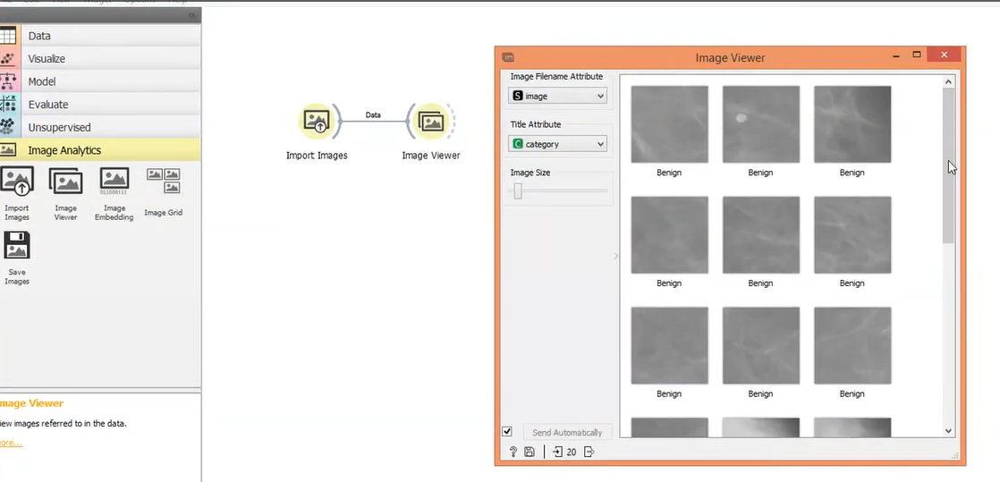 Data
Visualize
Model
Evaluate
Unsupervised
Image Analytics
Import
Images
Image
Viewer
Image
Embedding
Image Grid
Save
Images
mage Viewer
iew images referred to in the data.
ore...
Import Images
Data
Image Viewer
Image Viewer
Image Filename Attribute
S image
Title Attribute
C category
Image Size
Benign Benign Benign
Benign Benign Benign
Benign Benign Benign
Send Automatically
? 20